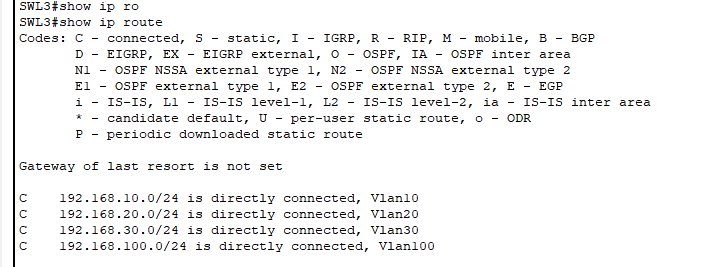 SWL3#show ip ro
SWL3#show ip route
Codes: C - connected, S - static, I - IGRP, R - RIP, M - mobile, B - BGP
D - EIGRP, EX - EIGRP external, O - OSPF, IA - OSPF inter area
N1 - OSPF NSSA external type 1, N2 - OSPF NSSA external type 2
E1 - OSPF external type 1, E2 - OSPF external type 2, E - EGP
i - IS-IS, L1 - IS-IS level-1, L2 - IS-IS level-2, ia - IS-IS inter area
* - candidate default, U - per-user static route, o - ODR
P - periodic downloaded static route
Gateway of last resort is not set
C 192.168.10.0/24 is directly connected, Vlan10
C 192.168.20.0/24 is directly connected, Vlan20
C 192.168.30.0/24 is directly connected, Vlan30
C 192.168.100.0/24 is directly connected, Vlan100